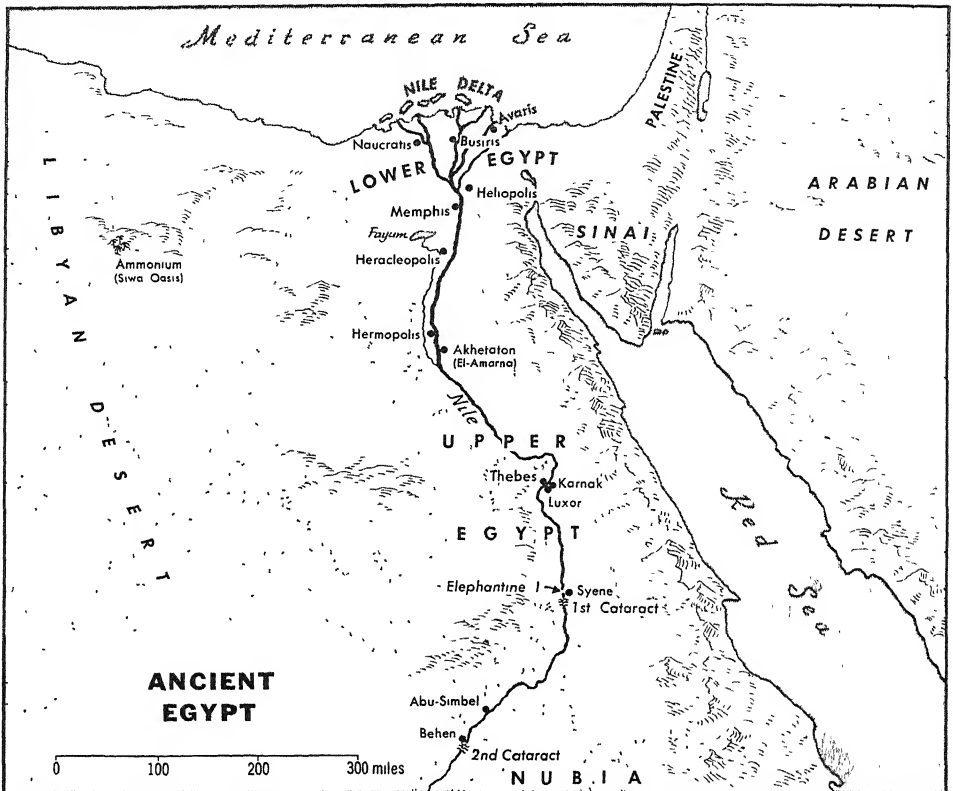 Mediterranean Sea
NILE DELTA
PALESTINE
Avaris
Naucratis
Busiris
LOWER EGYPT
Heliopolis
Memphis
ARABIAN
DESERT
SINAI
Fayum
Heracleopolis
LIBYAN DESERT
Ammonium
(Siwa Oasis)
Hermopolis
Akhetaton
(El-Amarna)
Nile
UPPER
Thebes
Karnak
Luxor
EGYPT
Red Sea
Elephantine I
Syene
1st Cataract
ANCIENT
EGYPT
Abu-Simbel
Behen
2nd Cataract
0 100 200 300 miles
NUBIA